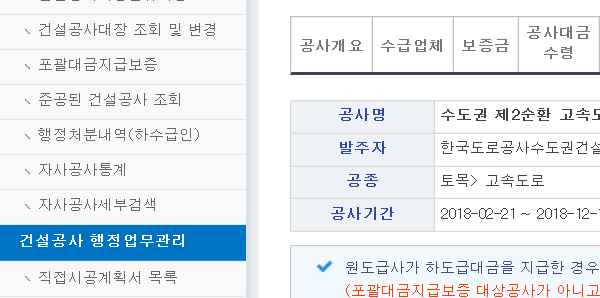 건설공사대장 조회 및 변경
포괄대금지급보증
준공된 건설공사 조회
행정처분내역(하수급인)
자사공사통계
자사공사세부검색
건설공사 행정업무관리
직접시공계획서 목록
공사개요 수급업체 보증금 공사대금
수령
공사명 수도권 제2순환 고속도
발주자 한국도로공사수도권건설
공종 토목> 고속도로
공사기간 2018-02-21 ~ 2018-12-
원도급사가 하도급대금을 지급한 경우
(포괄대금지급보증 대상공사가 아니고